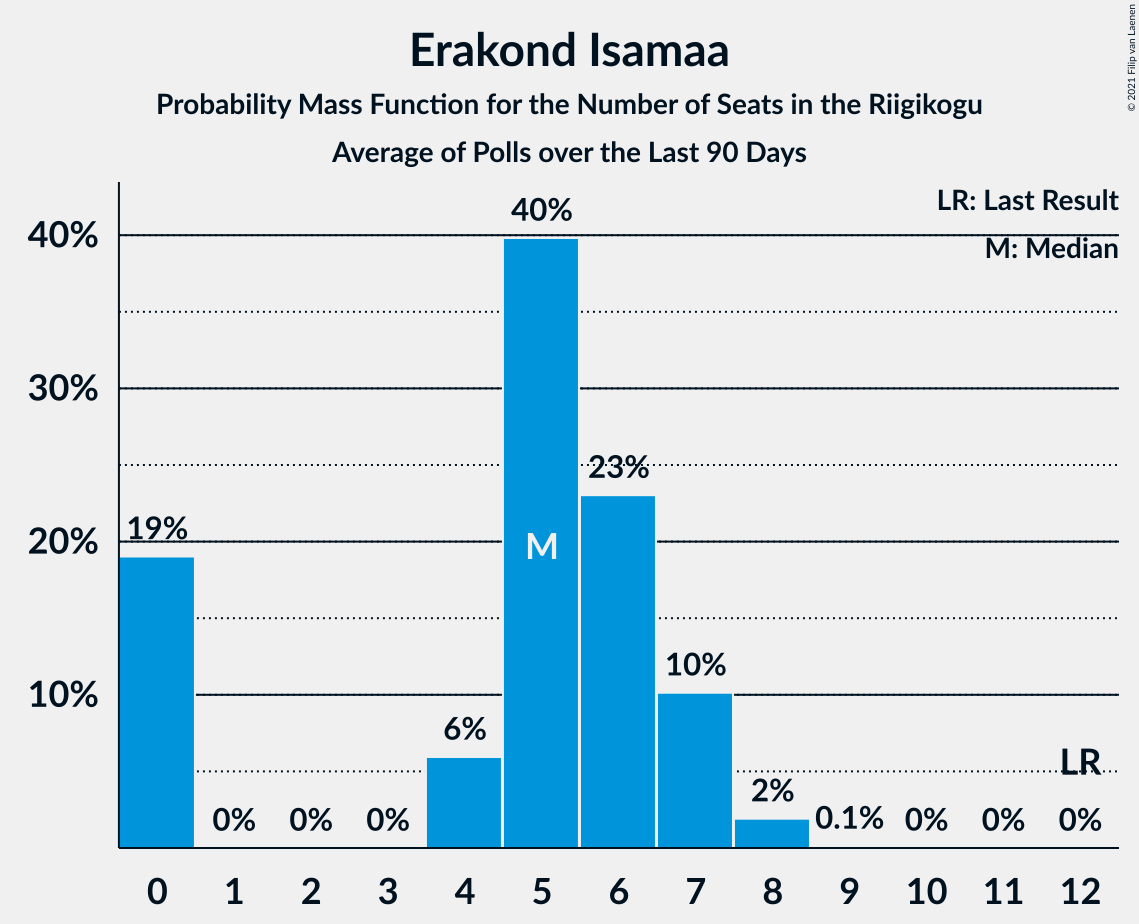 Erakond Isamaa
Probability Mass Function for the Number of Seats in the Riigikogu
Average of Polls over the Last 90 Days
© 2021 Filip van Laenen
LR: Last Result
M: Median
40%
30%
20%
10%
19%
0%
0%
0%
6%
40%
M
23%
10%
2%
0.1%
0%
0%
LR
0%
0 1 2 3 4 5 6 7 8 9 10 11 12